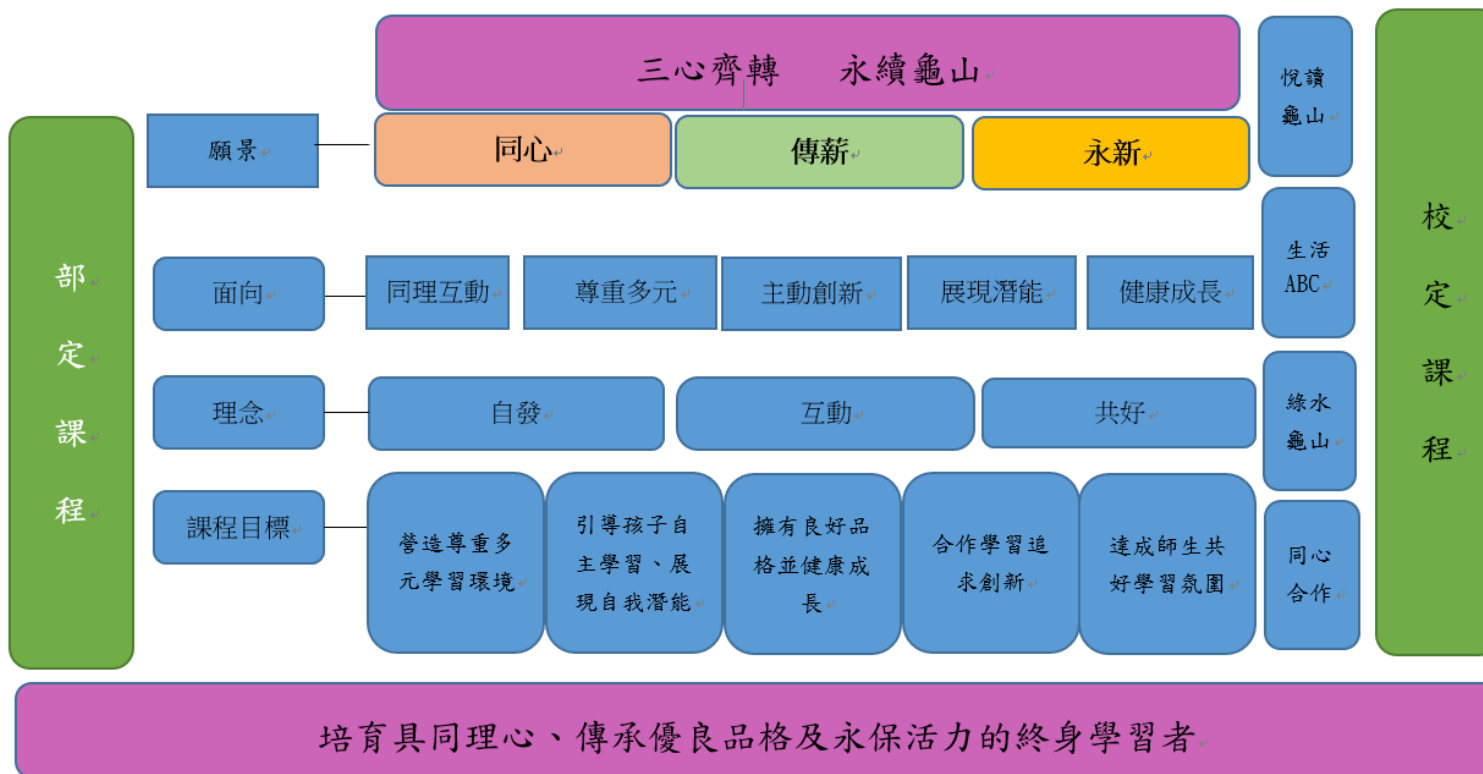 三心齊轉 永續龜山
願景
同心
傳薪
永新
面向
同理互動
尊重多元
主動創新
展現潛能
健康成長
理念
自發
互動
共好
課程目標
營造尊重多
元學習環境
引導孩子自
主學習、展
現自我潛能
擁有良好品
格並健康成
長
合作學習追
求創新
達成師生共
好學習氛圍
部
定
課
程
悅讀
龜山
生活
ABC
綠水
龜山
同心
合作
校
定
課
程
培育具同理心、傳承優良品格及永保活力的終身學習者